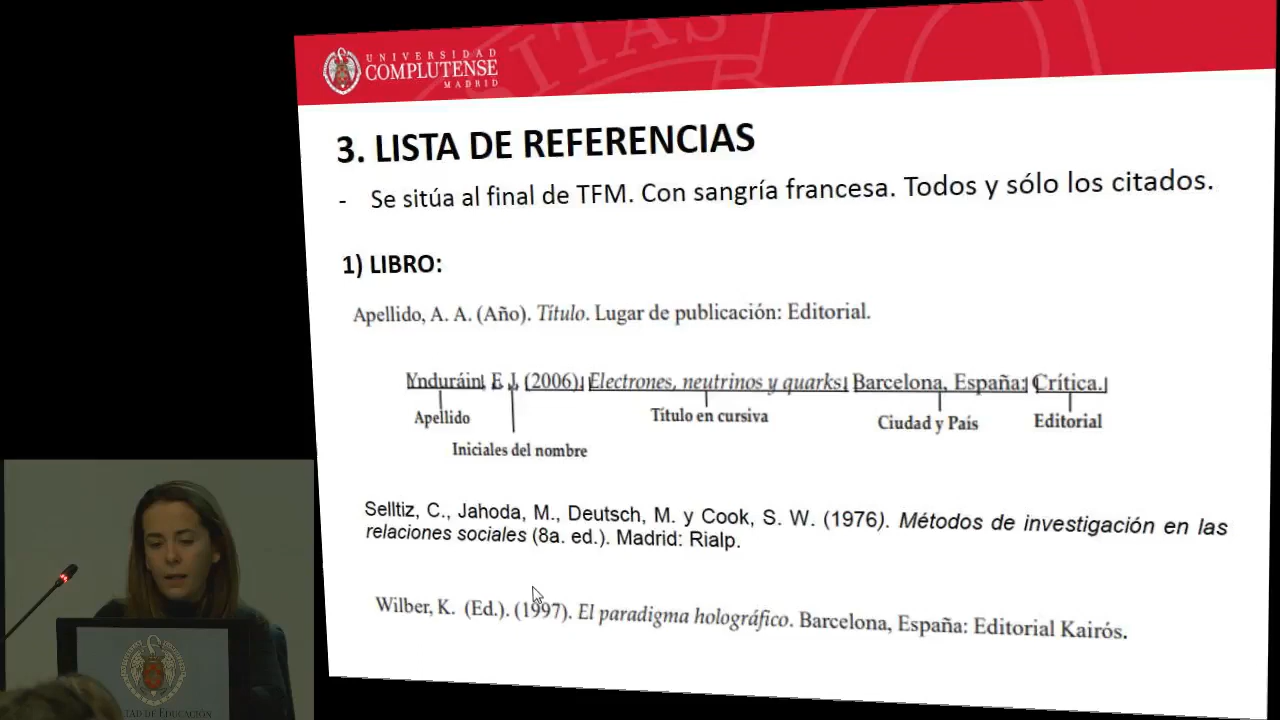 UNIVERSIDAD
COMPLUTENSE
MADRID
3. LISTA DE REFERENCIAS
- Se sitúa al final de TFM. Con sangría francesa. Todos y sólo los citados.
1) LIBRO:
Apellido, A. A. (Año). Título. Lugar de publicación: Editorial.
Ynduráin, F. J. (2006). Electrones, neutrinos y quarks. Barcelona, España: Crítica.
Apellido
Título en cursiva
Ciudad y País
Editorial
Iniciales del nombre
Selltiz, C., Jahoda, M., Deutsch, M. y Cook, S. W. (1976). Métodos de investigación en las
relaciones sociales (8a. ed.). Madrid: Rialp.
Wilber, K. (Ed.). (1997). El paradigma holográfico. Barcelona, España: Editorial Kairós.
FACULTAD DE EDUCACIÓN